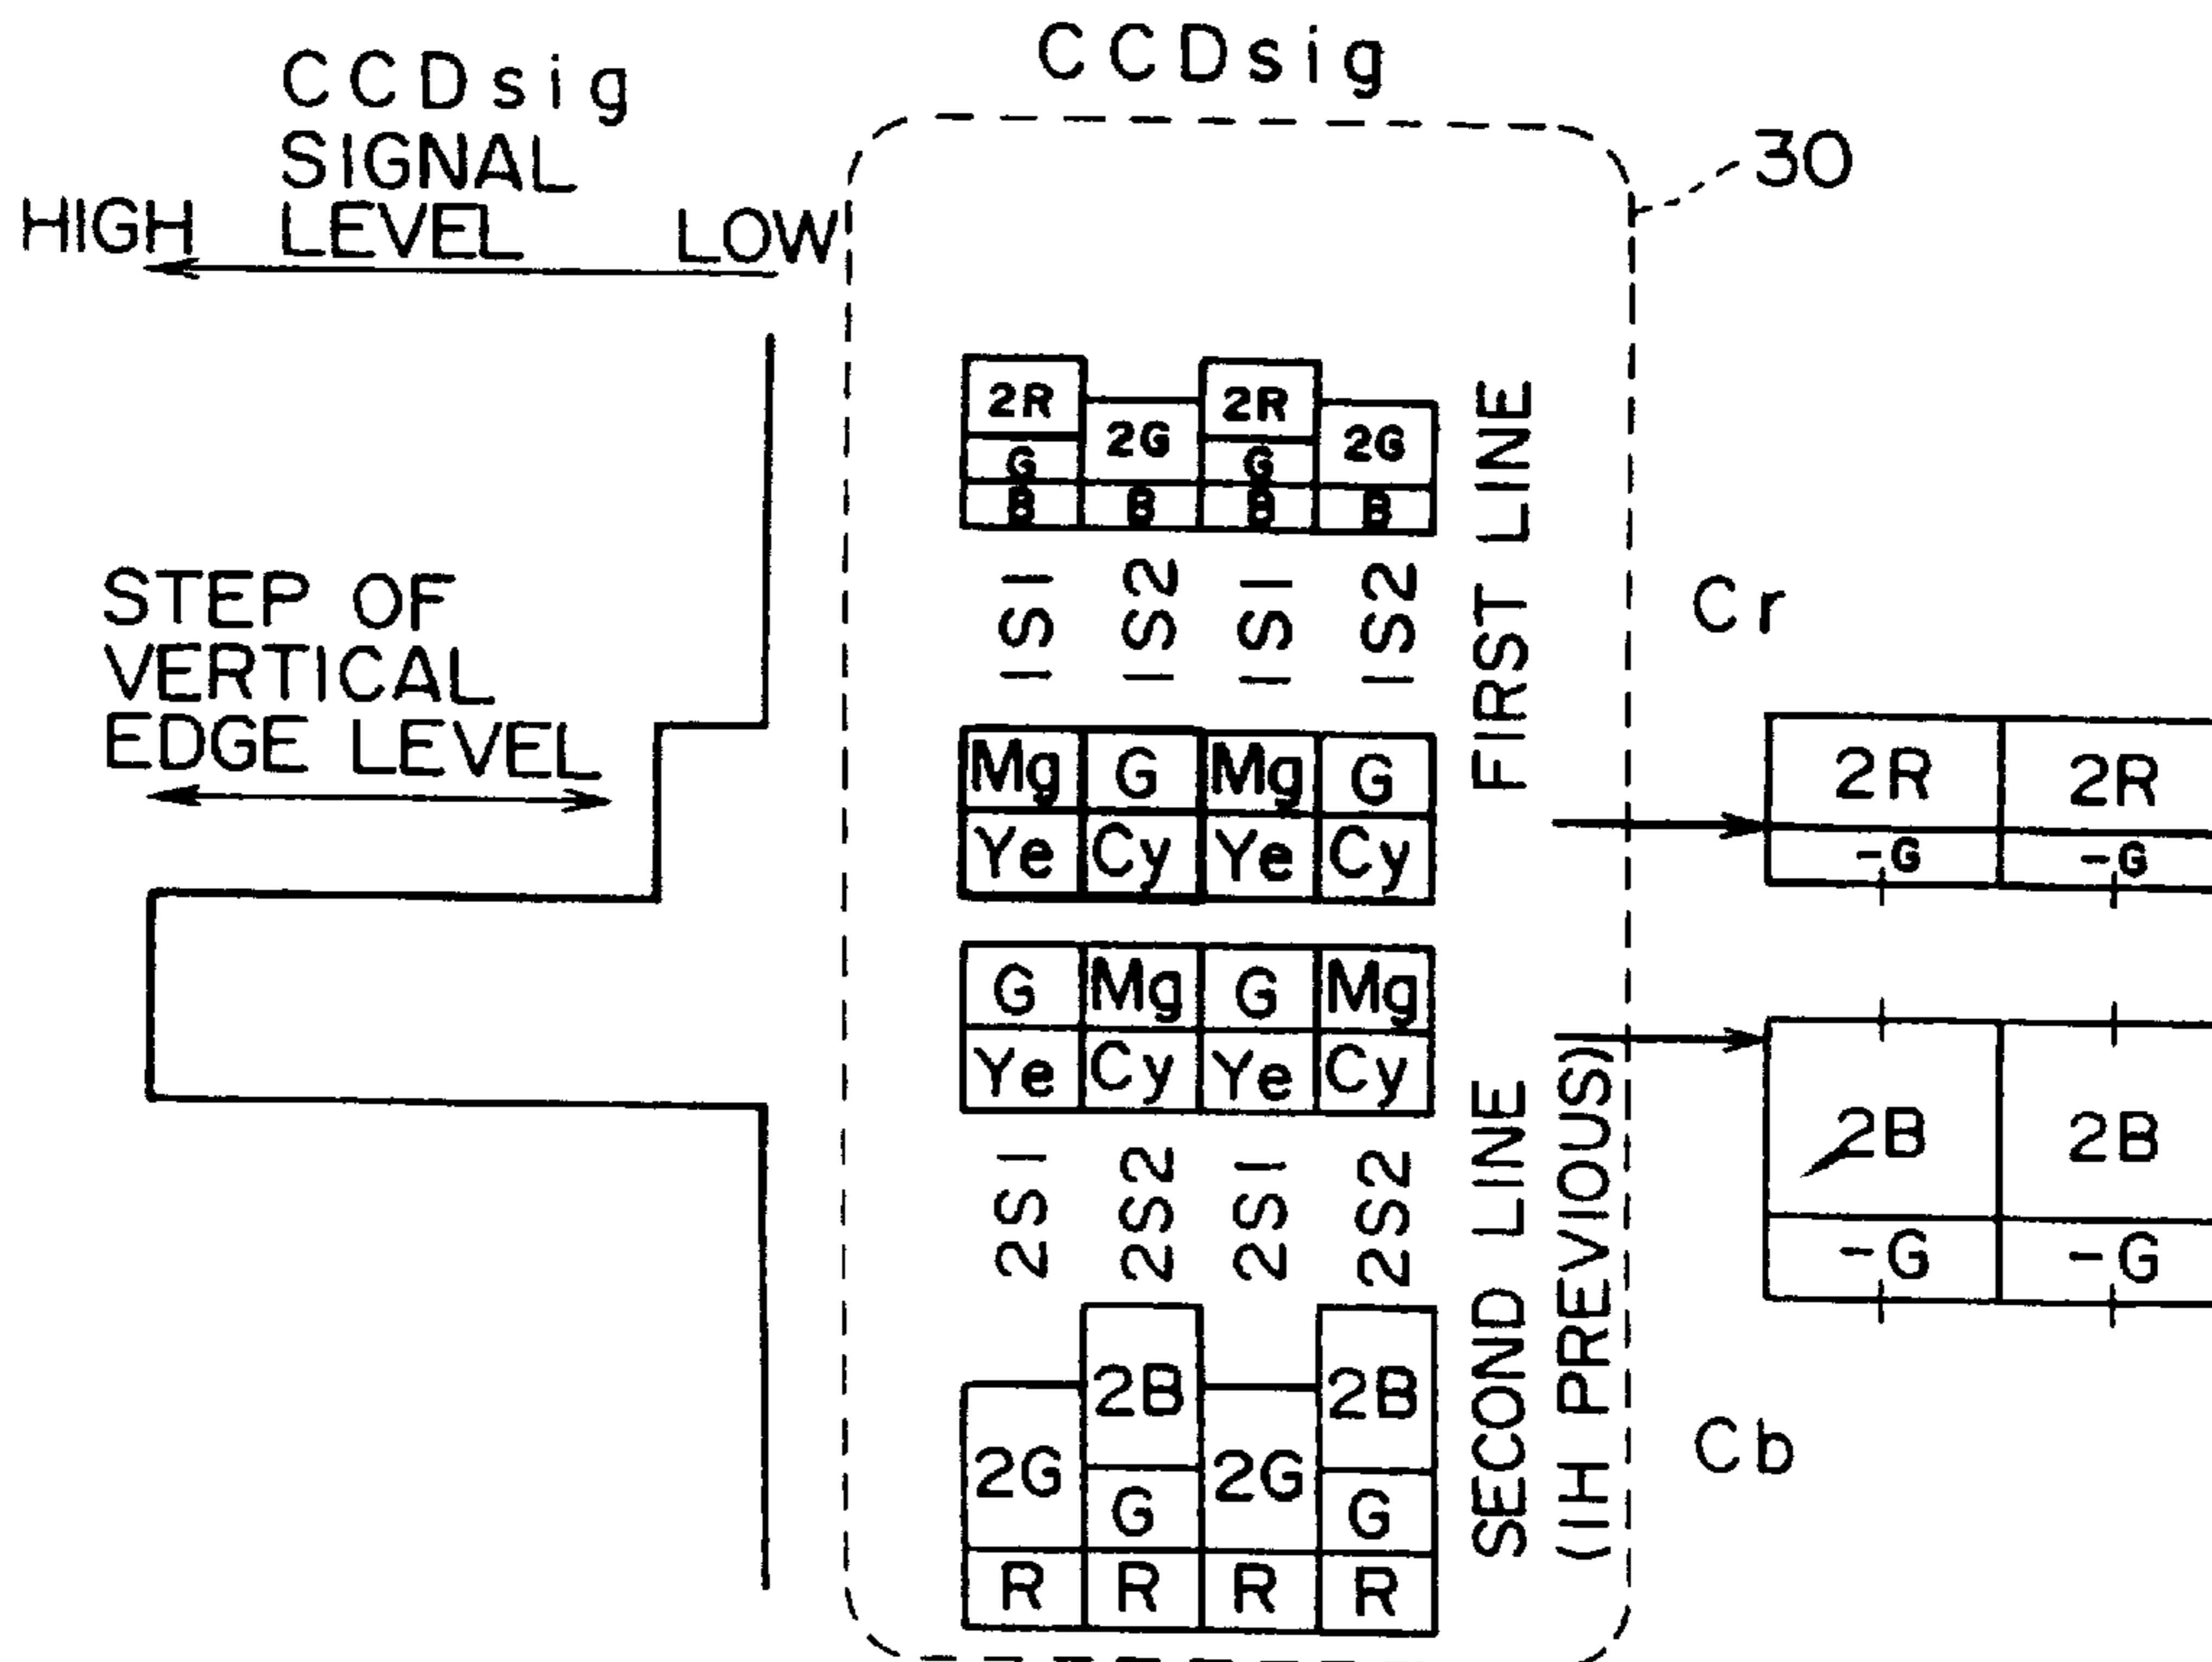 CCDsig
SIGNAL
LEVEL
HIGH
LOW
CCDsig
30
2R 2G 2R 2G
G G
B B B B
1S1 1S2 1S1 1S2
FIRST LINE
STEP OF
VERTICAL
EDGE LEVEL
Mg G Mg G
Ye Cy Ye Cy
G Mg G Mg
Ye Cy Ye Cy
2S1 2S2 2S1 2S2
SECOND LINE
(1H PREVIOUS)
2G 2B 2G 2B
G G
R R R R
Cr
2R 2R
-G -G
2B 2B
-G -G
Cb